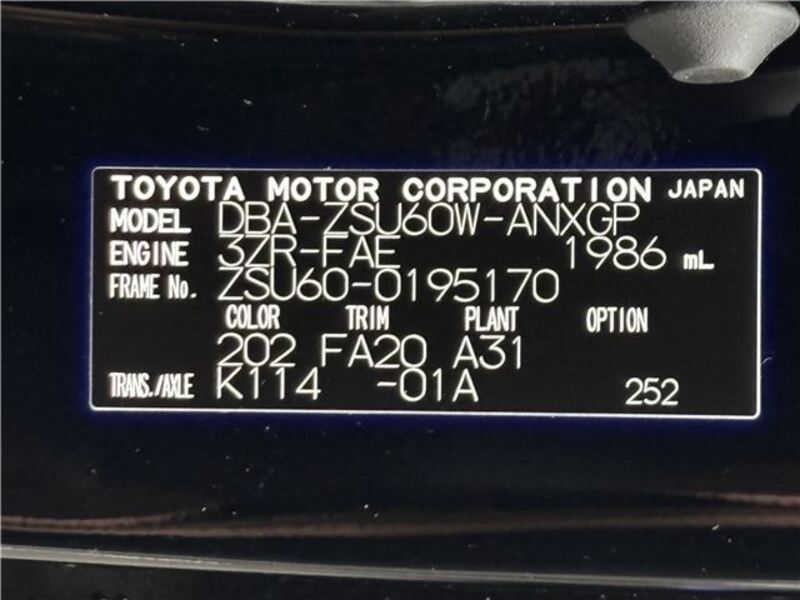 TOYOTA MOTOR CORPORATION JAPAN
MODEL DBA-ZSU60W-ANXGP
ENGINE 3ZR-FAE 1986 mL
FRAME No. ZSU60-0195170
COLOR TRIM PLANT OPTION
202 FA20 A31
TRANS./AXLE K114 -01A 252